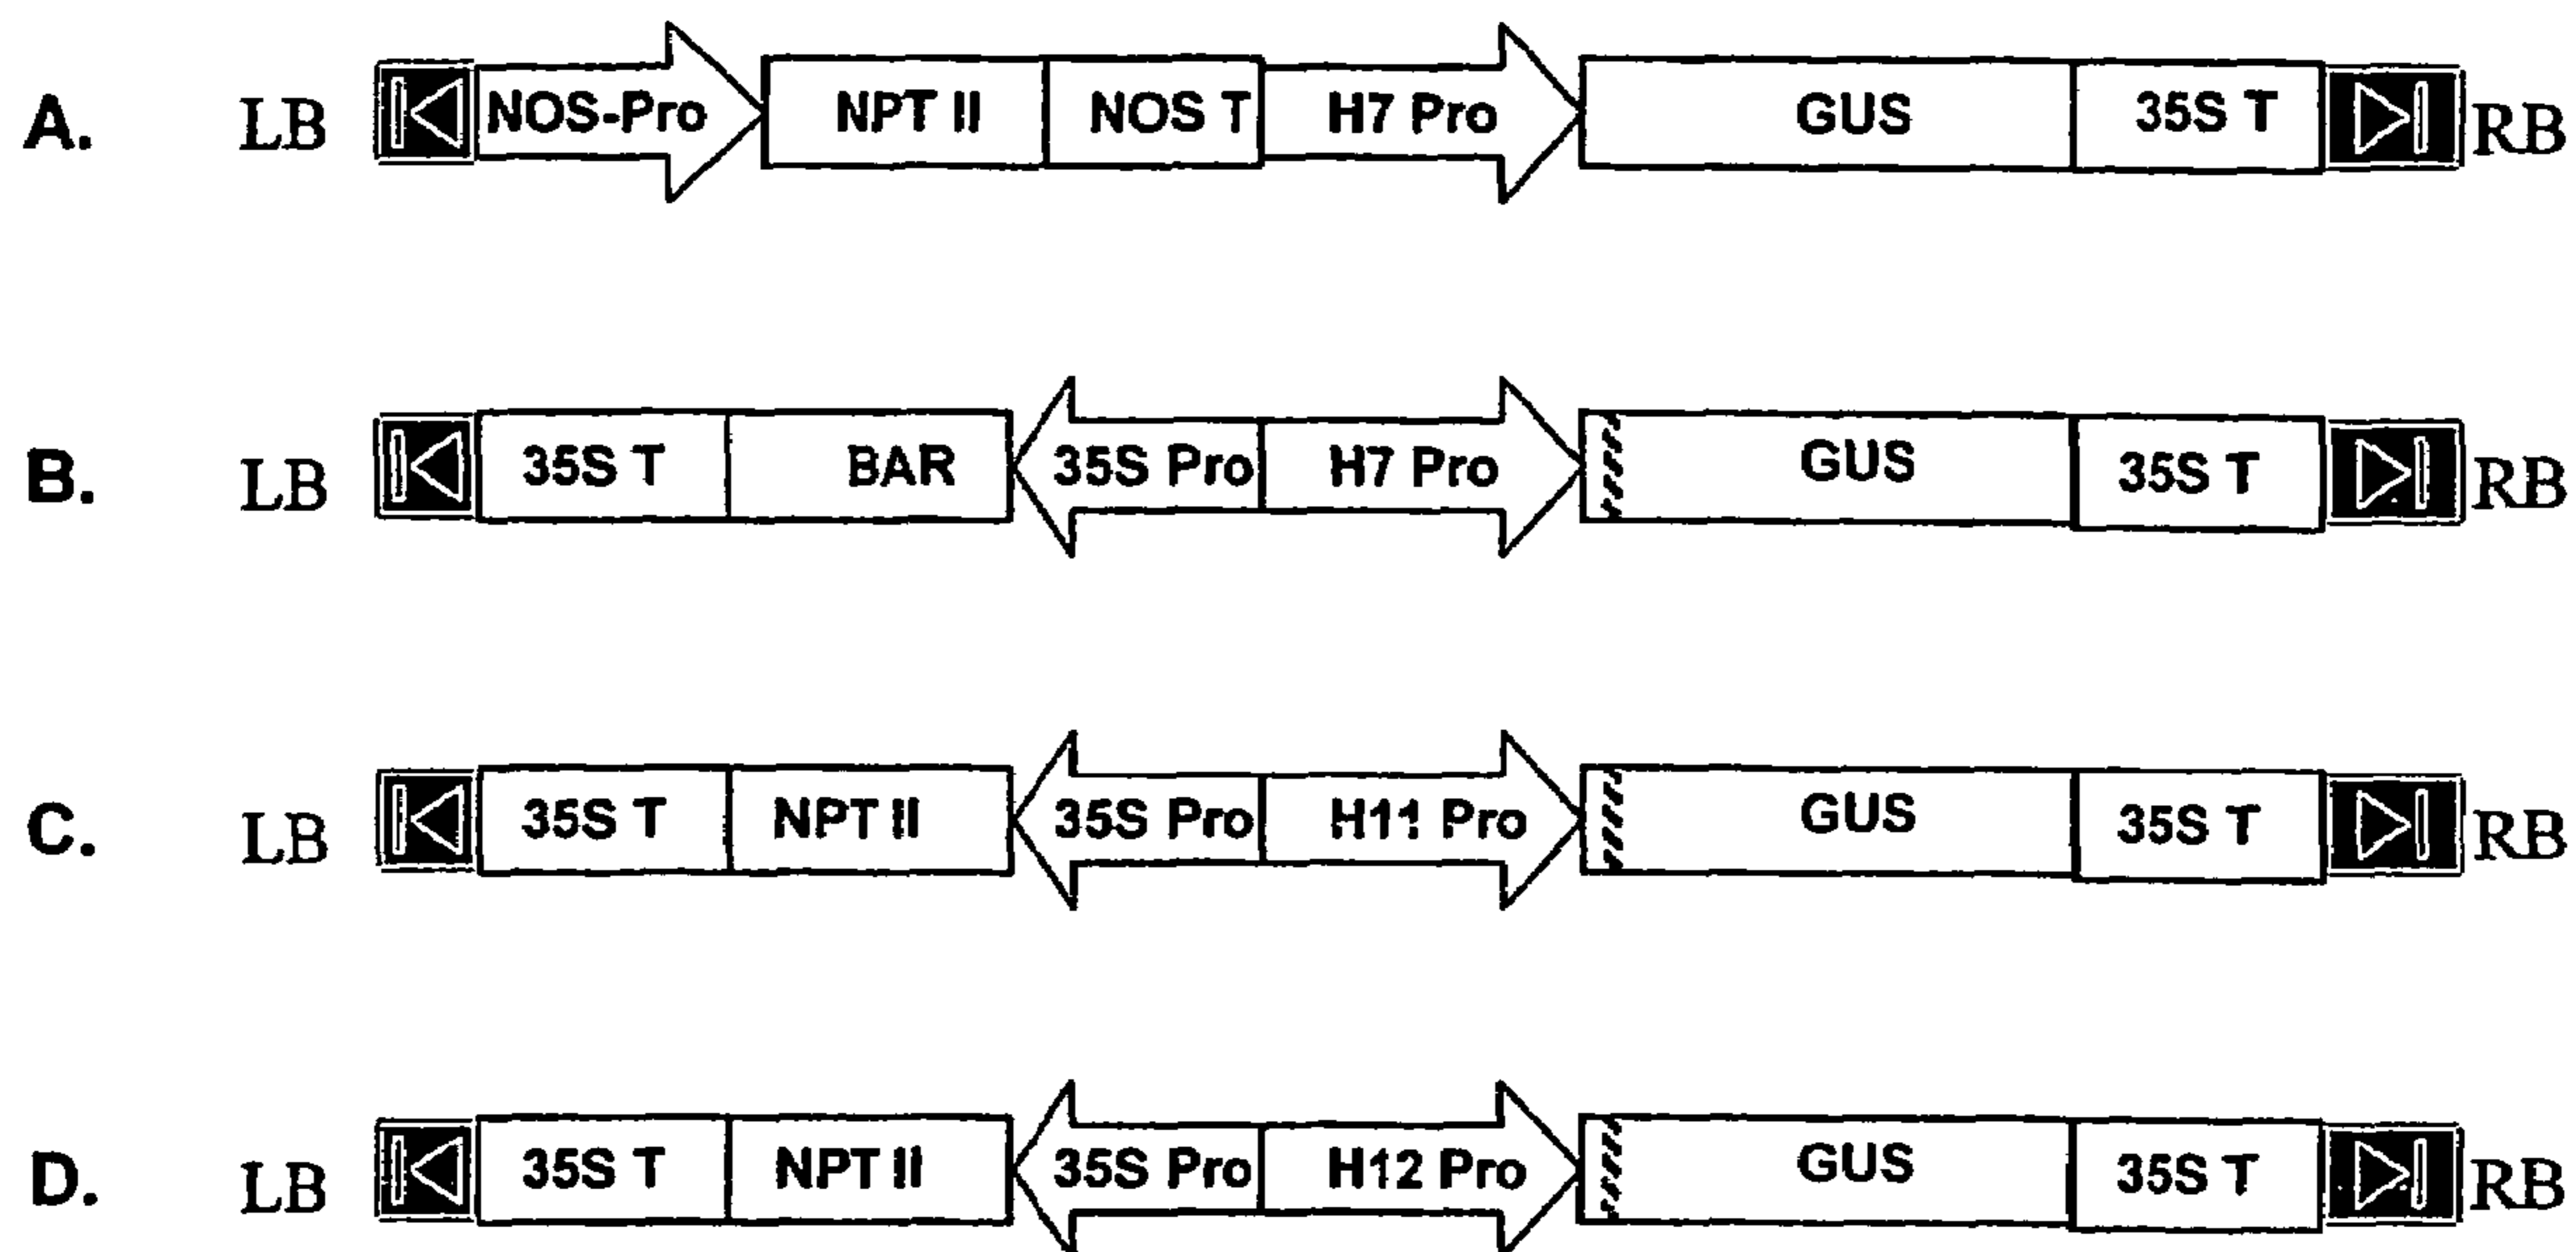 A. LB NOS-Pro NPT II NOS T H7 Pro GUS 35S T RB
B. LB 35S T BAR 35S Pro H7 Pro GUS 35S T RB
C. LB 35S T NPT II 35S Pro H11 Pro GUS 35S T RB
D. LB 35S T NPT II 35S Pro H12 Pro GUS 35S T RB